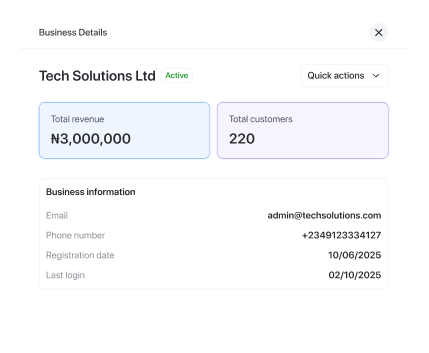 Business Details
Tech Solutions Ltd Active Quick actions
Total revenue Total customers
₦3,000,000 220
Business information
Email admin@techsolutions.com
Phone number +2349123334127
Registration date 10/06/2025
Last login 02/10/2025